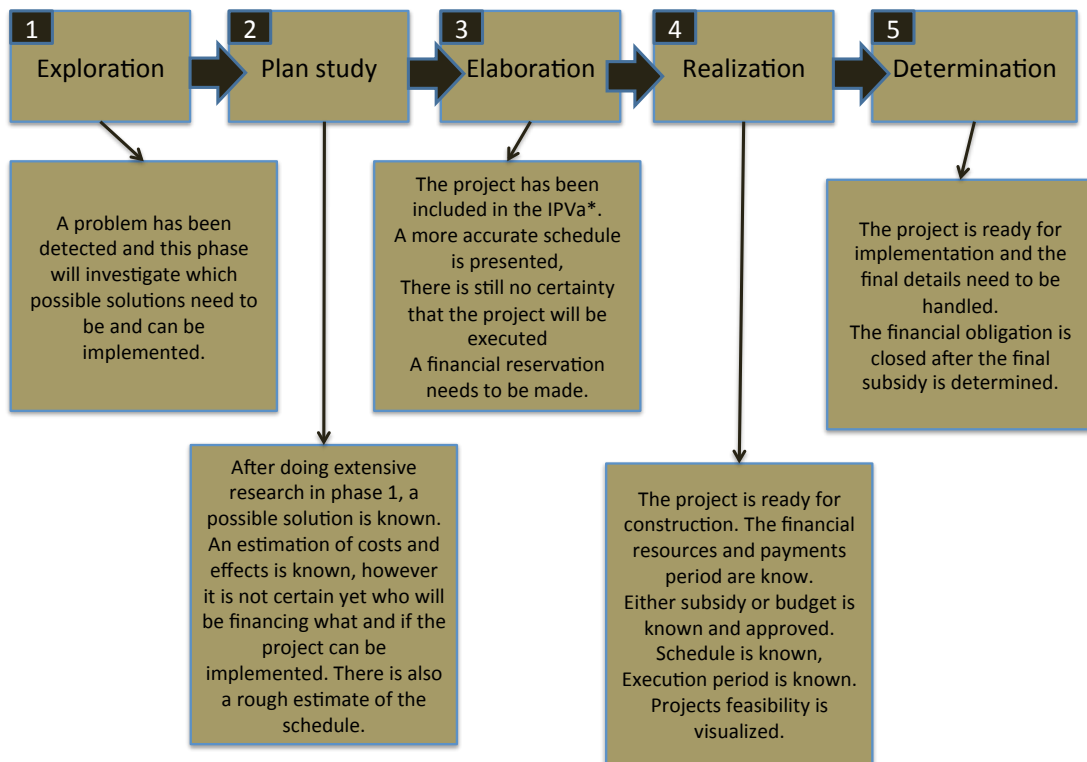 1
Exploration
2
Plan study
3
Elaboration
4
Realization
5
Determination
A problem has been
detected and this phase
will investigate which
possible solutions need to
be and can be
implemented.
The project has been
included in the IPVa*.
A more accurate schedule
is presented,
There is still no certainty
that the project will be
executed
A financial reservation
needs to be made.
The project is ready for
implementation and the
final details need to be
handled.
The financial obligation is
closed after the final
subsidy is determined.
After doing extensive
research in phase 1, a
possible solution is known.
An estimation of costs and
effects is known, however
it is not certain yet who will
be financing what and if the
project can be
implemented. There is also
a rough estimate of the
schedule.
The project is ready for
construction. The financial
resources and payments
period are know.
Either subsidy or budget is
known and approved.
Schedule is known,
Execution period is known.
Projects feasibility is
visualized.